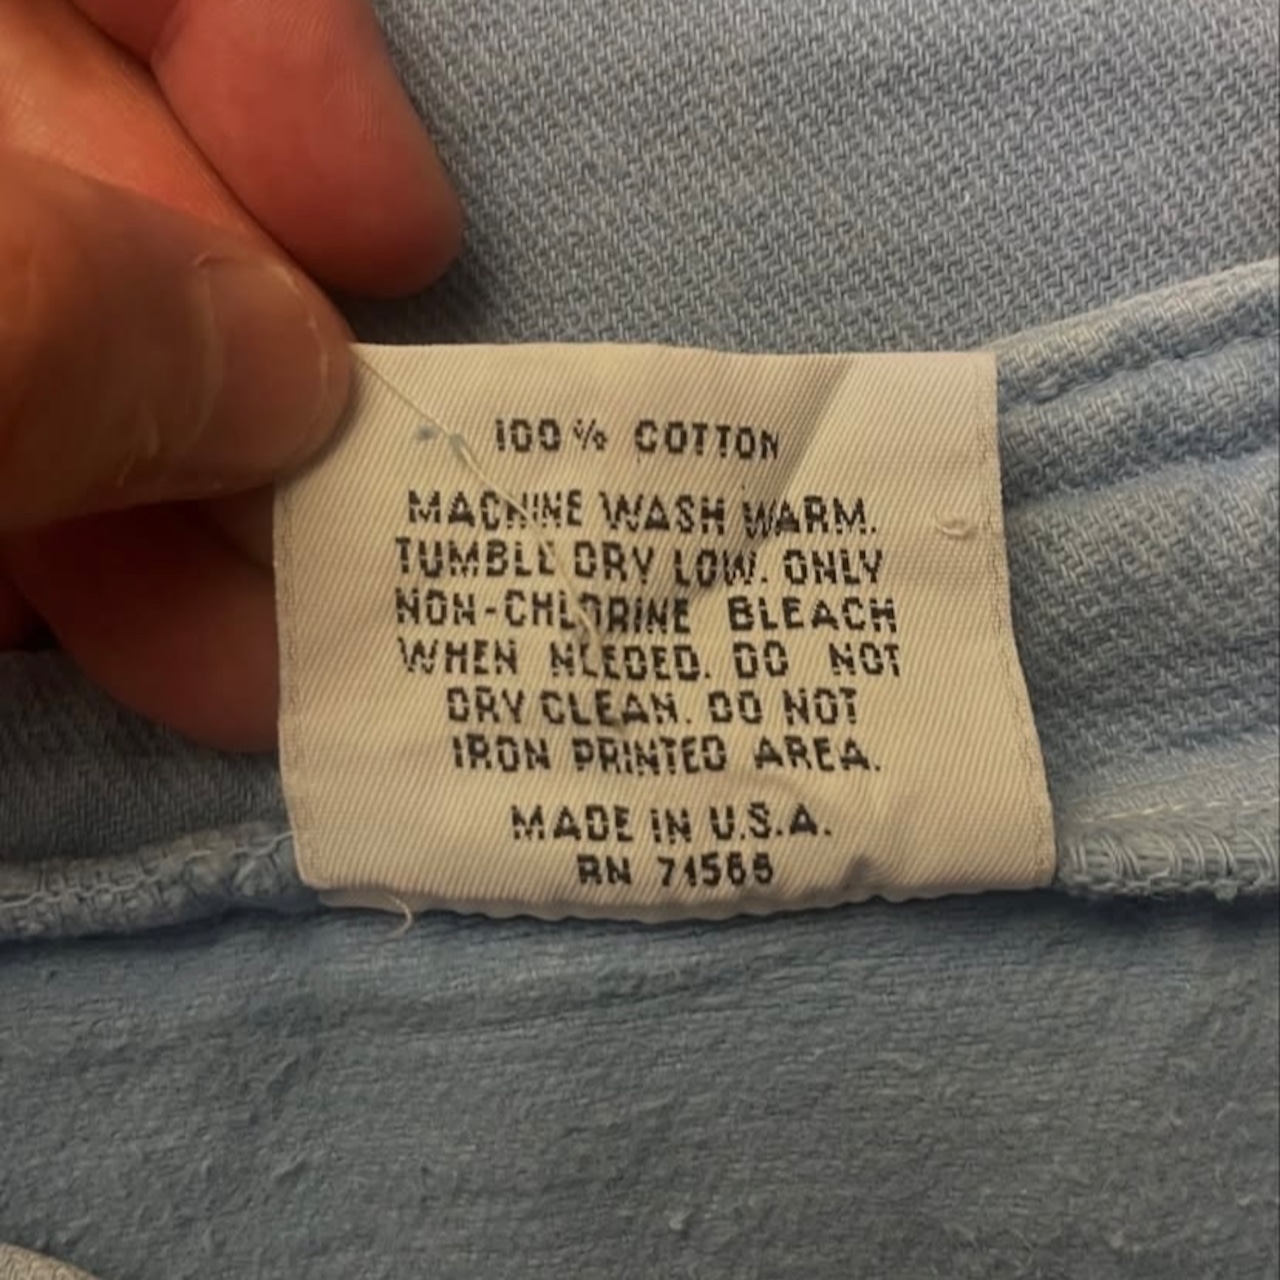 100% COTTON
MACHINE WASH WARM.
TUMBLE DRY LOW. ONLY
NON-CHLORINE BLEACH
WHEN NEEDED. DO NOT
DRY CLEAN. DO NOT
IRON PRINTED AREA.
MADE IN U.S.A.
RN